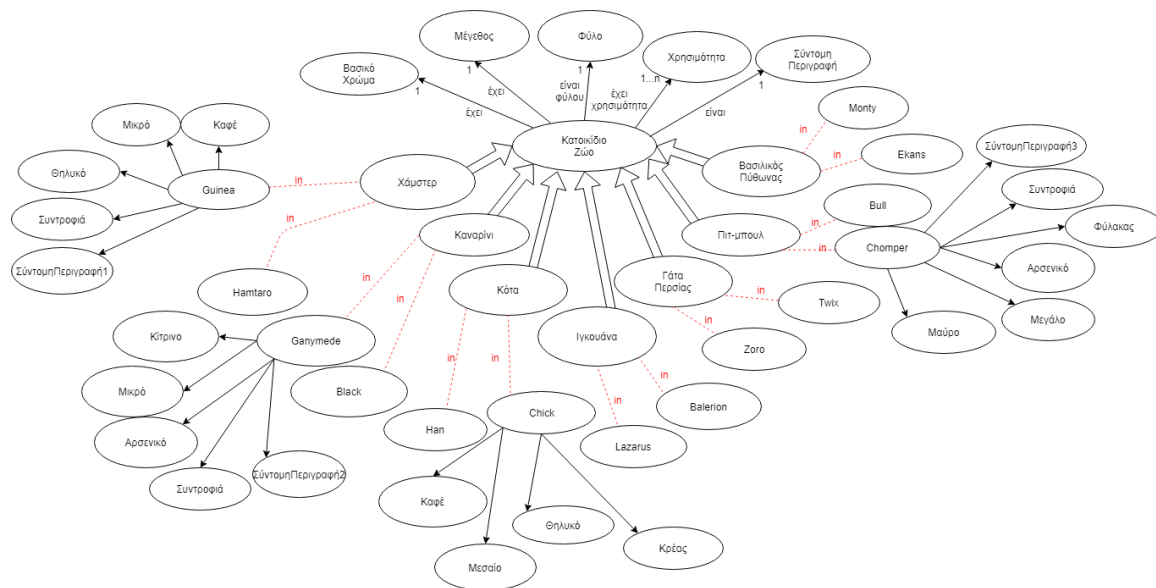 Μέγεθος
Φύλο
Χρησιμότητα
Σύντομη
Περιγραφή
Βασικό
Χρώμα
1
1
1
1...n
1
έχει
έχει
είναι
φύλου
έχει
χρησιμότητα
είναι
Κατοικίδιο
Ζώο
Monty
in
Ekans
in
Βασιλικός
Πύθωνας
Μικρό
Καφέ
Θηλυκό
Guinea
Συντροφιά
ΣύντομηΠεριγραφή1
in
Χάμστερ
in
Hamtaro
Καναρίνι
in
in
Κότα
in
in
Ιγκουάνα
in
in
Γάτα
Περσίας
in
Twix
in
Zoro
Πιτ-μπουλ
in
Bull
in
Chomper
ΣύντομηΠεριγραφή3
Συντροφιά
Φύλακας
Αρσενικό
Μεγάλο
Μαύρο
Κίτρινο
Ganymede
Μικρό
Αρσενικό
Συντροφιά
ΣύντομηΠεριγραφή2
Black
Han
Chick
Lazarus
Balerion
Καφέ
Μεσαίο
Θηλυκό
Κρέας